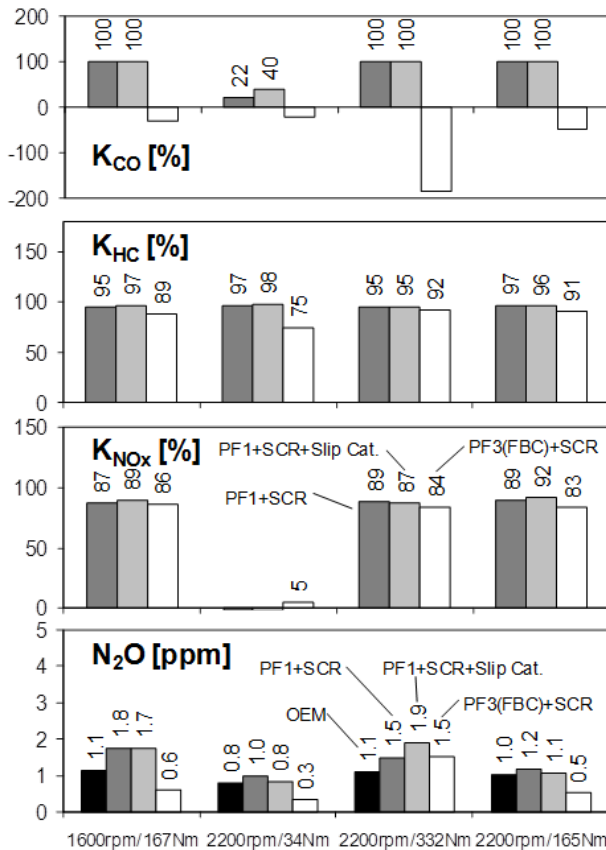 200
100 100 100 100 100 100
100
22 40
0
-100
K_CO [%]
-200
K_HC [%]
150
95 97 89 97 98 75 95 95 92 97 96 91
100
50
0
150
K_NOx [%]
PF1+SCR+Slip Cat. PF3(FBC)+SCR
87 89 86 89 87 84 89 92 83
PF1+SCR
100
50
5
0
5
N₂O [ppm]
4
PF1+SCR PF1+SCR+Slip Cat.
3
OEM PF3(FBC)+SCR
2
1.1 1.8 1.7 0.6 0.8 1.0 0.8 0.3 1.1 1.5 1.9 1.5 1.0 1.2 1.1 0.5
1
0
1600rpm/167Nm 2200rpm/34Nm 2200rpm/332Nm 2200rpm/165Nm